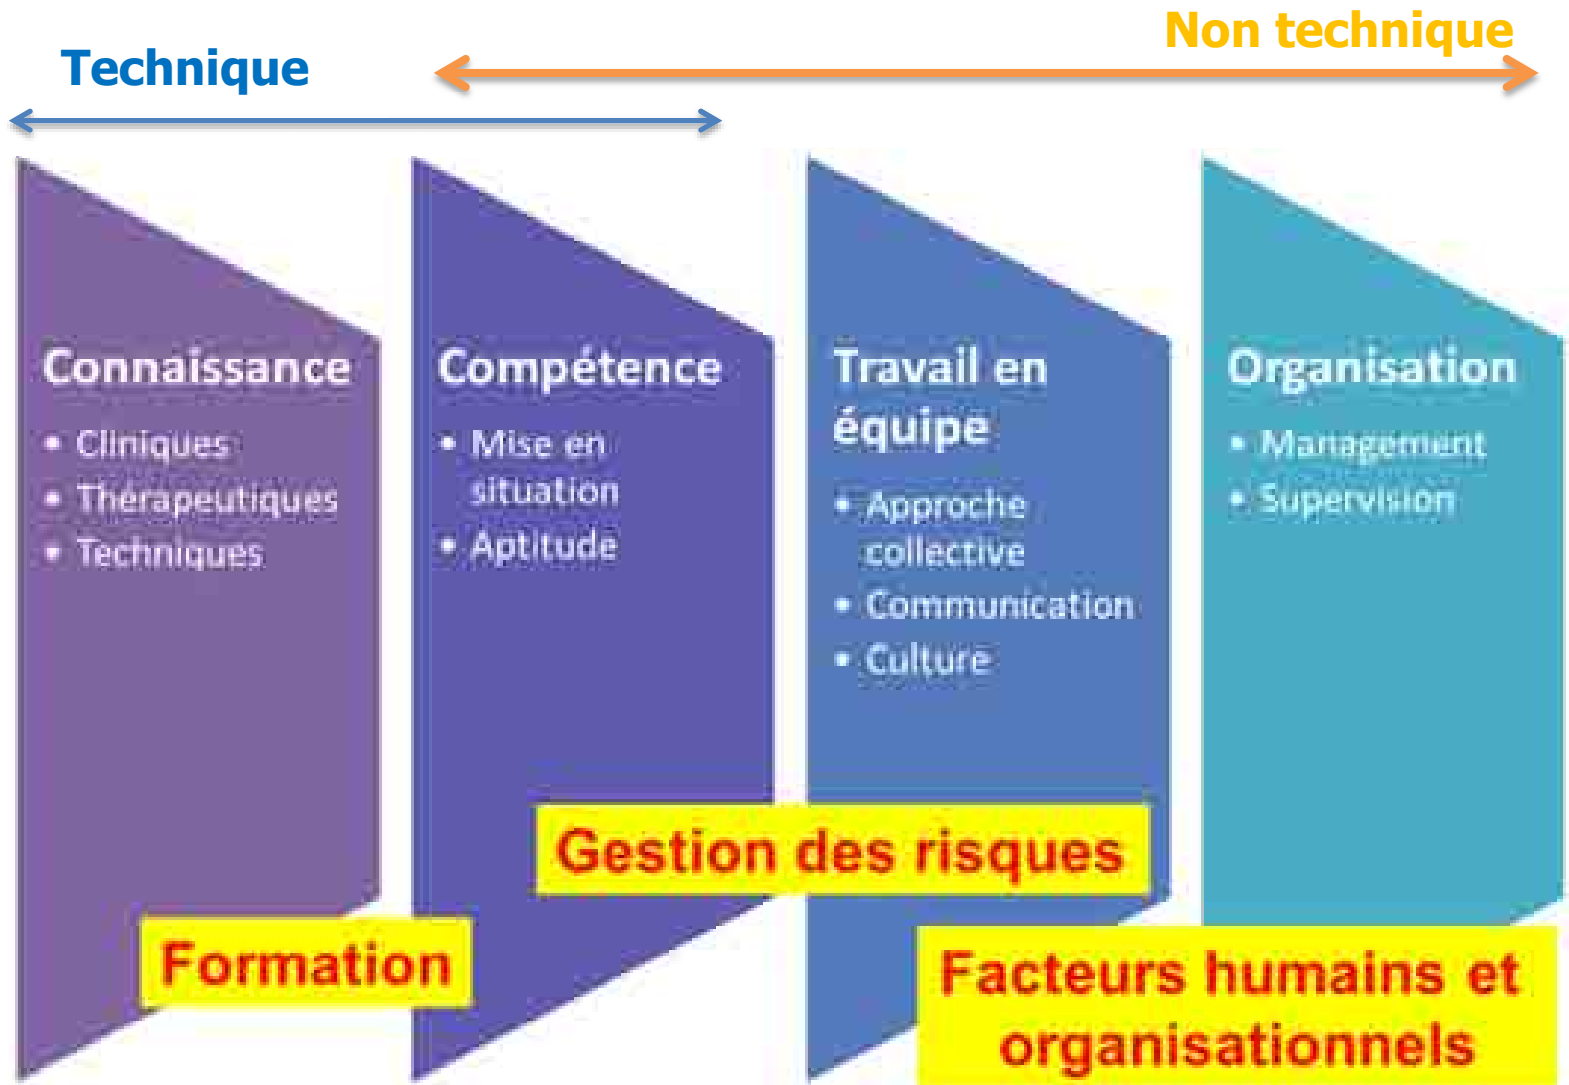 Non technique
Technique
Connaissance
• Cliniques
• Thérapeutiques
• Techniques
Compétence
• Mise en
situation
• Aptitude
Travail en
équipe
• Approche
collective
• Communication
• Culture
Organisation
• Management
• Supervision
Gestion des risques
Formation
Facteurs humains et
organisationnels